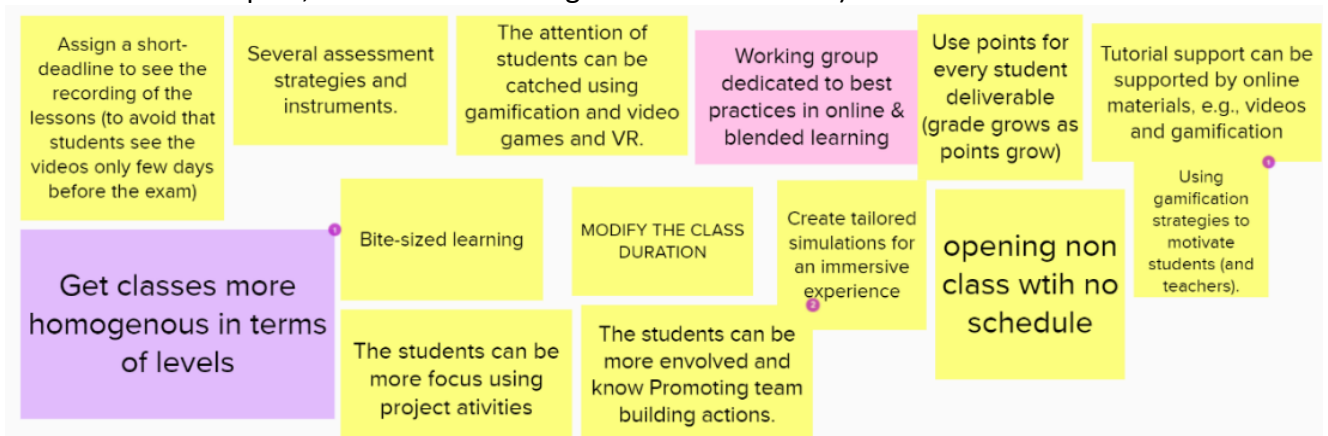 Assign a short-
deadline to see the
recording of the
lessons (to avoid that
students see the
videos only few days
before the exam)
Several assessment
strategies and
instruments.
The attention of
students can be
catched using
gamification and video
games and VR.
Working group
dedicated to best
practices in online &
blended learning
Use points for
every student
deliverable
(grade grows as
points grow)
Tutorial support can be
supported by online
materials, e.g., videos
and gamification
1
Using
gamification
strategies to
motivate
students (and
teachers).
1
Get classes more
homogenous in terms
of levels
Bite-sized learning
MODIFY THE CLASS
DURATION
Create tailored
simulations for
an immersive
experience
2
opening non
class wtih no
schedule
The students can be
more focus using
project ativities
The students can be
more envolved and
know Promoting team
building actions.